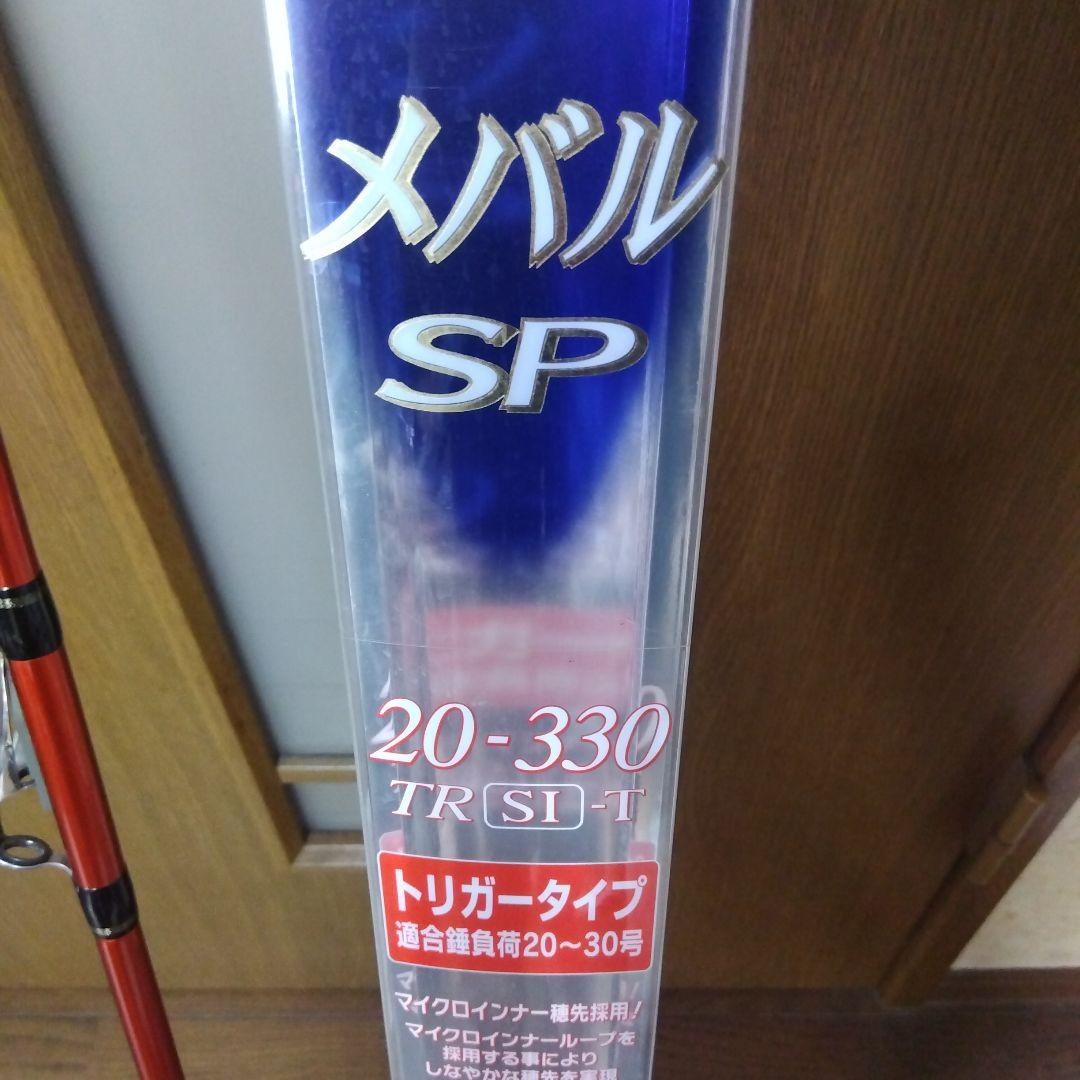 メバル
SP
20-330
TR SI -T
トリガータイプ
適合錘負荷20〜30号
マイクロインナー穂先採用!
マイクロインナーループを
採用する事により
しなやかな穂先を実現